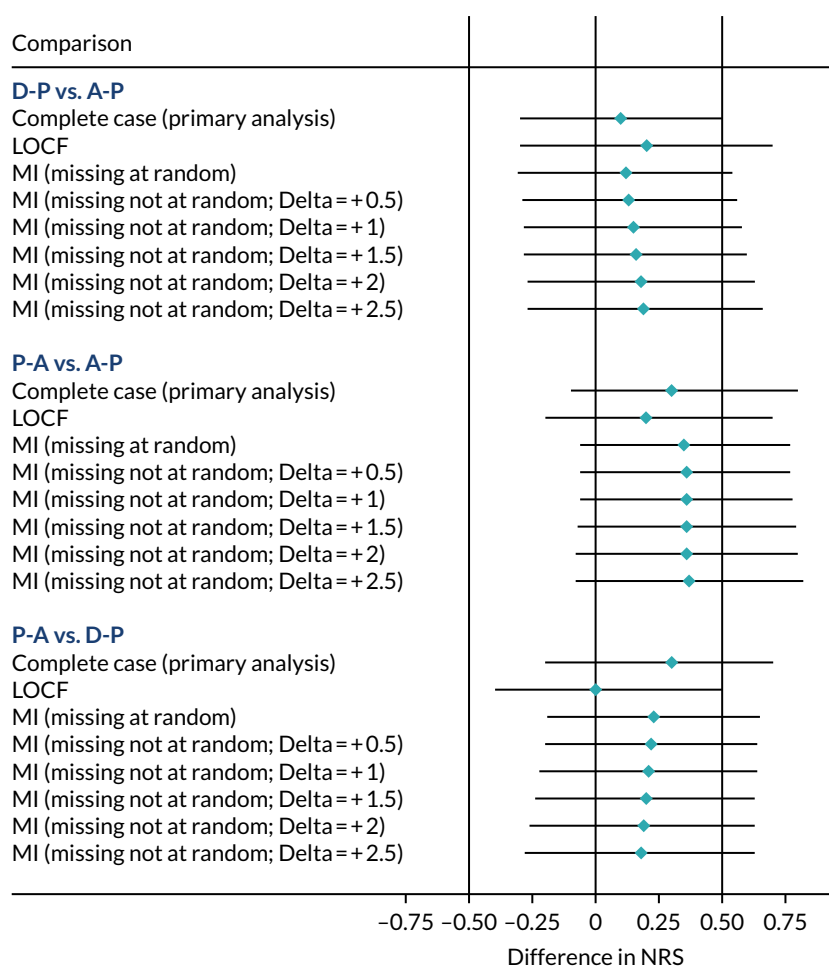 Comparison
D-P vs. A-P
Complete case (primary analysis)
LOCF
MI (missing at random)
MI (missing not at random; Delta = + 0.5)
MI (missing not at random; Delta = + 1)
MI (missing not at random; Delta = + 1.5)
MI (missing not at random; Delta = + 2)
MI (missing not at random; Delta = + 2.5)
P-A vs. A-P
Complete case (primary analysis)
LOCF
MI (missing at random)
MI (missing not at random; Delta = + 0.5)
MI (missing not at random; Delta = + 1)
MI (missing not at random; Delta = + 1.5)
MI (missing not at random; Delta = + 2)
MI (missing not at random; Delta = + 2.5)
P-A vs. D-P
Complete case (primary analysis)
LOCF
MI (missing at random)
MI (missing not at random; Delta = + 0.5)
MI (missing not at random; Delta = + 1)
MI (missing not at random; Delta = + 1.5)
MI (missing not at random; Delta = + 2)
MI (missing not at random; Delta = + 2.5)
−0.75 −0.50 −0.25 0 0.25 0.50 0.75
Difference in NRS